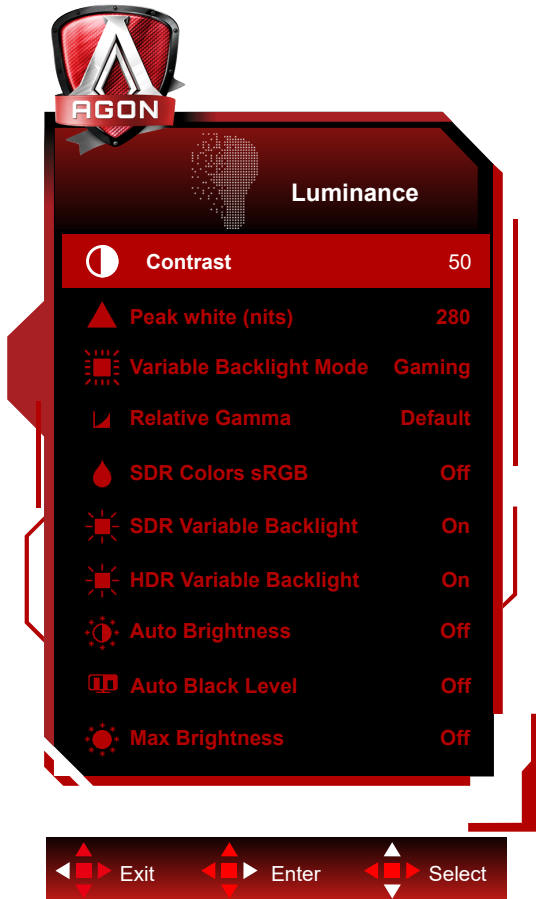 AGON
Luminance
Contrast 50
Peak white (nits) 280
Variable Backlight Mode Gaming
Relative Gamma Default
SDR Colors sRGB Off
SDR Variable Backlight On
HDR Variable Backlight On
Auto Brightness Off
Auto Black Level Off
Max Brightness Off
Exit Enter Select